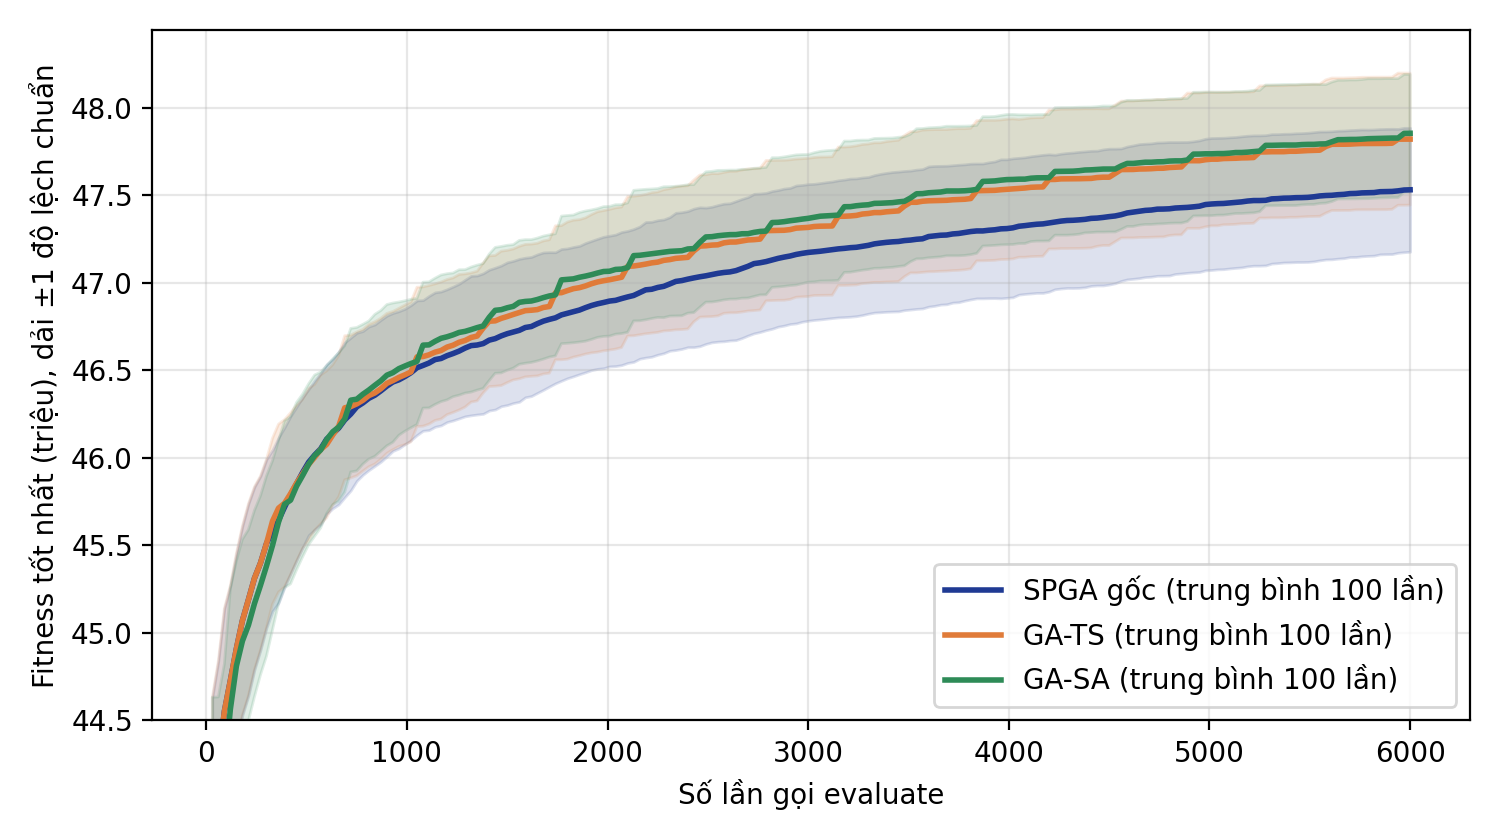 Fitness tốt nhất (triệu), dải ±1 độ lệch chuẩn
48.0
47.5
47.0
46.5
46.0
45.5
45.0
44.5
0 1000 2000 3000 4000 5000 6000
Số lần gọi evaluate
SPGA gốc (trung bình 100 lần)
GA-TS (trung bình 100 lần)
GA-SA (trung bình 100 lần)